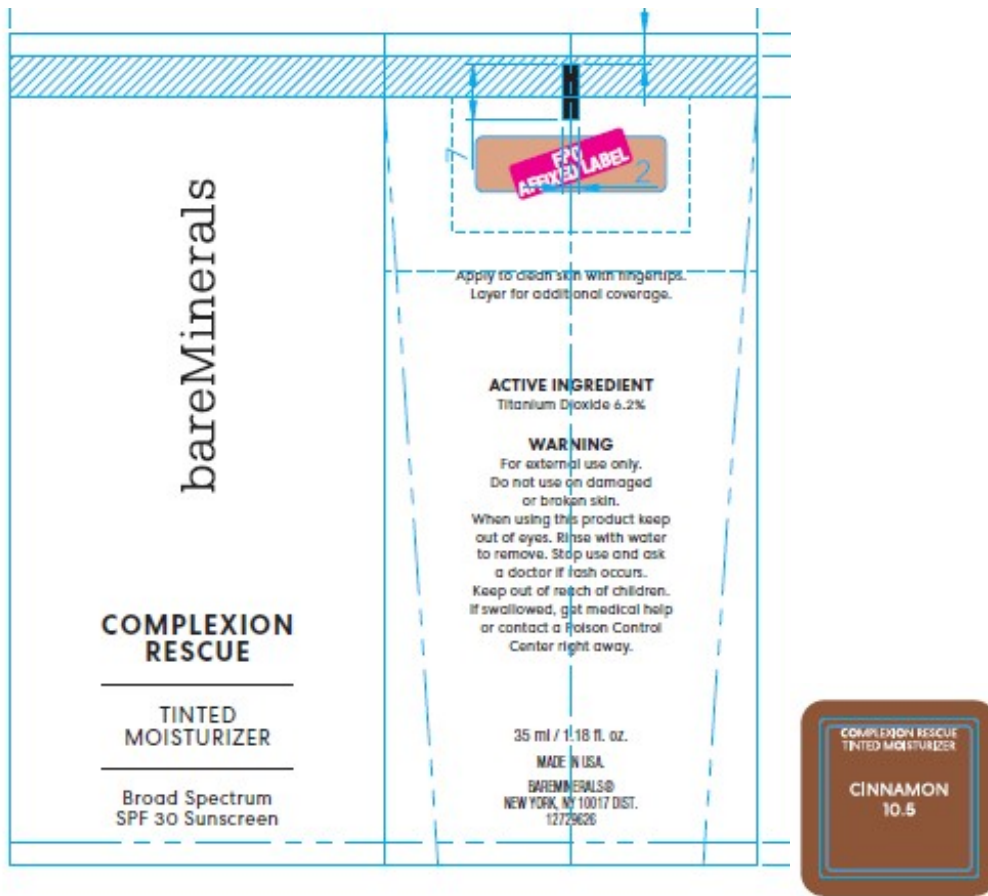 bareMinerals
COMPLEXION
RESCUE
TINTED
MOISTURIZER
Broad Spectrum
SPF 30 Sunscreen
FPO
AFFIXED LABEL
7
2
Apply to clean skin with fingertips.
Layer for additional coverage.
ACTIVE INGREDIENT
Titanium Dioxide 6.2%
WARNING
For external use only.
Do not use on damaged
or broken skin.
When using this product keep
out of eyes. Rinse with water
to remove. Stop use and ask
a doctor if rash occurs.
Keep out of reach of children.
If swallowed, get medical help
or contact a Poison Control
Center right away.
35 ml / 1.18 fl. oz.
MADE IN USA.
BAREMINERALS®
NEW YORK, NY 10017 DIST.
12729626
COMPLEXION RESCUE
TINTED MOISTURIZER
CINNAMON
10.5